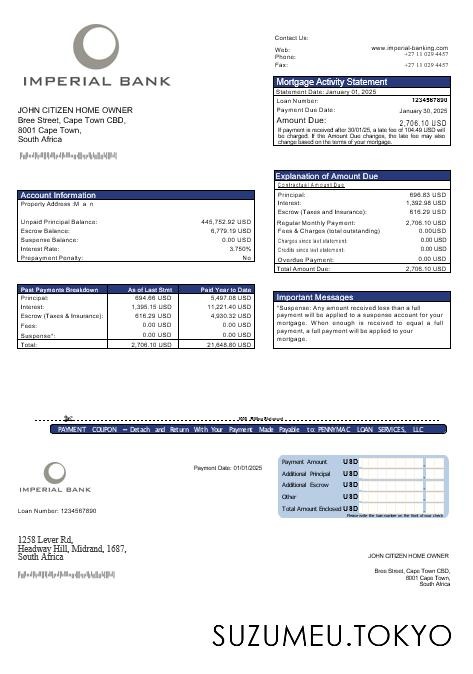 IMPERIAL BANK
Contact Us:
Web: www.imperial-banking.com
Phone: +27 11 029 4457
Fax: +27 11 029 4457
JOHN CITIZEN HOME OWNER
Bree Street, Cape Town CBD,
8001 Cape Town,
South Africa
Mortgage Activity Statement
Statement Date: January 01, 2025
Loan Number: 1234567890
Payment Due Date: January 30, 2025
Amount Due: 2,706.10 USD
If payment is received after 30/01/25, a late fee of 104.49 USD will
be charged. If the Amount Due changes, the late fee may also
change based on the terms of your mortgage.
Account Information
Property Address: M a n
Unpaid Principal Balance: 445,752.92 USD
Escrow Balance: 6,779.19 USD
Suspense Balance: 0.00 USD
Interest Rate: 3.750%
Prepayment Penalty: No
Explanation of Amount Due
Contractual Amount Due
Principal: 696.83 USD
Interest: 1,392.98 USD
Escrow (Taxes and Insurance): 616.29 USD
Regular Monthly Payment: 2,706.10 USD
Fees & Charges (total outstanding) 0.00USD
Charges since last statement: 0.00 USD
Credits since last statement: 0.00 USD
Overdue Payment: 0.00 USD
Total Amount Due: 2,706.10 USD
Past Payments Breakdown As of Last Stmt Paid Year to Date
Principal: 694.66 USD 5,497.08 USD
Interest: 1,395.15 USD 11,221.40 USD
Escrow (Taxes & Insurance): 616.29 USD 4,930.32 USD
Fees: 0.00 USD 0.00 USD
Suspense*: 0.00 USD 0.00 USD
Total: 2,706.10 USD 21,648.80 USD
Important Messages
*Suspense: Any amount received less than a full
payment will be applied to a suspense account for your
mortgage. When enough is received to equal a full
payment, a full payment will be applied to your
mortgage.
PAYMENT COUPON – Detach and Return With Your Payment Made Payable to: PENNYMAC LOAN SERVICES, LLC
IMPERIAL BANK
Payment Date: 01/01/2025
Loan Number: 1234567890
Payment Amount USD
Additional Principal USD
Additional Escrow USD
Other USD
Total Amount Enclosed USD
Please write the loan number on the front of your check
1258 Lever Rd,
Headway Hill, Midrand, 1687,
South Africa
JOHN CITIZEN HOME OWNER
Bree Street, Cape Town CBD,
8001 Cape Town,
South Africa
SUZUMEU.TOKYO